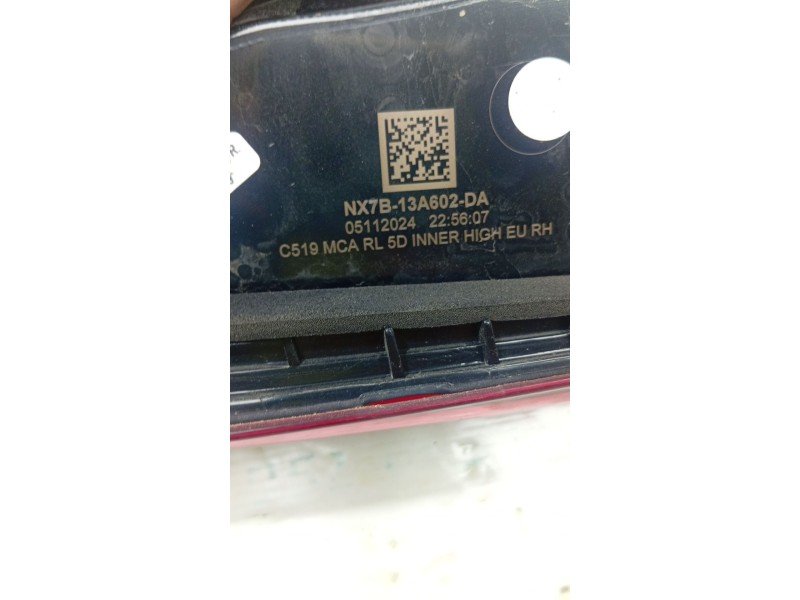 NX7B-13A602-DA
05112024 22:56:07
C519 MCA RL 5D INNER HIGH EU RH